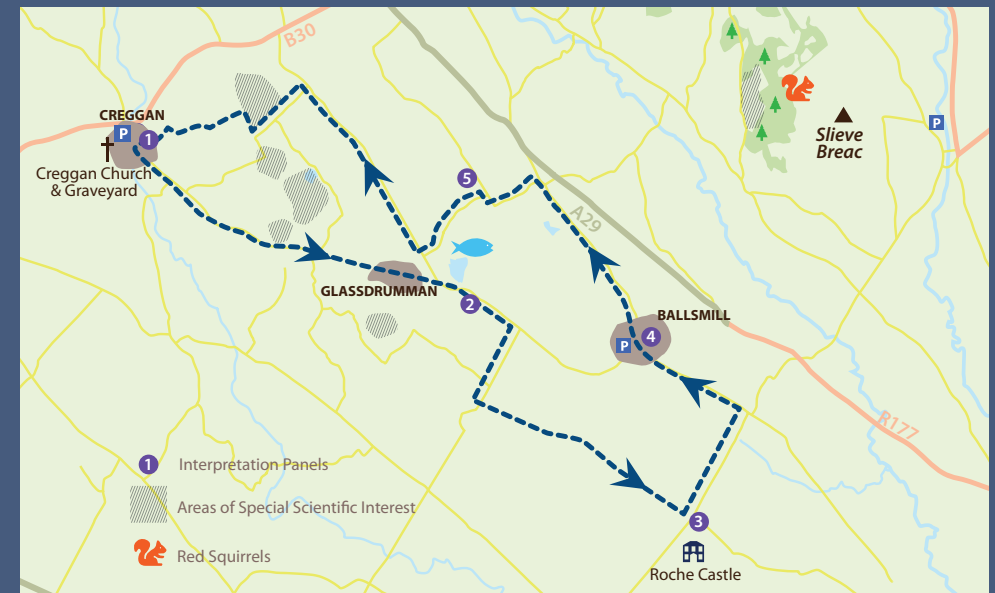 B30
CREGGAN
P
1
Creggan Church
& Graveyard
P
Slieve
Breac
5
A29
GLASSDRUMMAN
2
BALLSMILL
P
4
R177
1 Interpretation Panels
Areas of Special Scientific Interest
Red Squirrels
3
Roche Castle